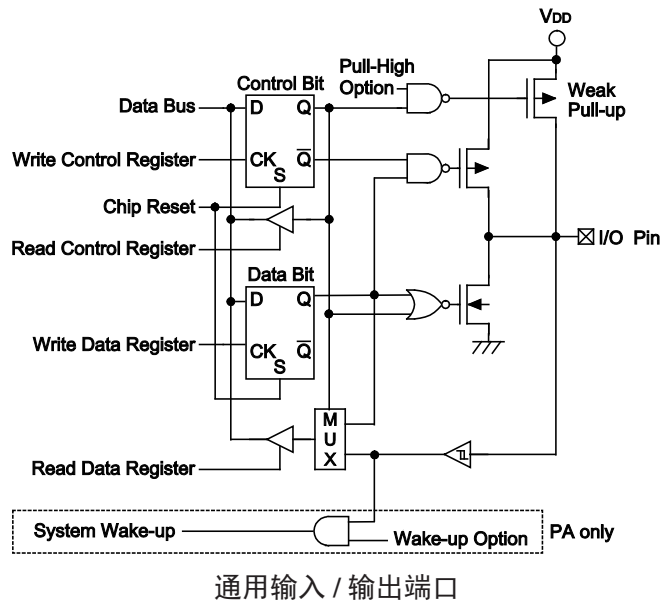 VDD
Control Bit
Pull-High
Option
Weak
Pull-up
Data Bus
D Q
Write Control Register
CK Q
S
Chip Reset
Read Control Register
I/O Pin
Data Bit
D Q
Write Data Register
CK Q
S
M
U
X
Read Data Register
System Wake-up
Wake-up Option
PA only
通用输入 / 输出端口